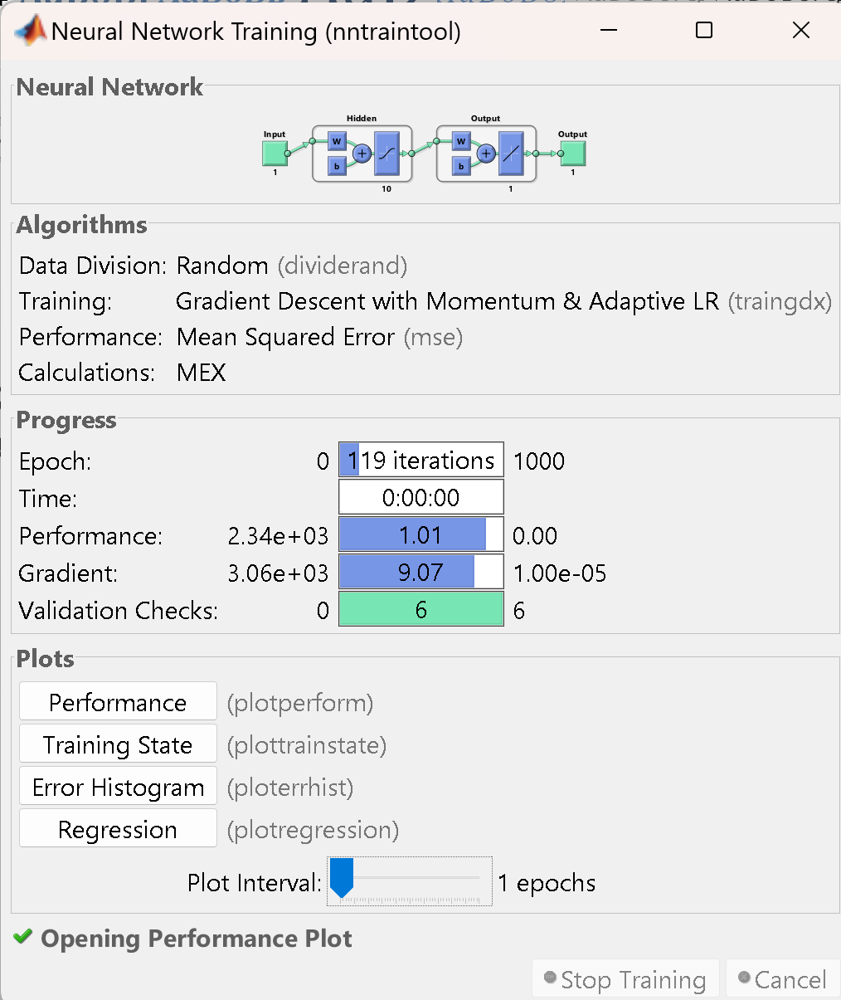 Neural Network Training (nntraintool)
Neural Network
Hidden Output
Input Output
W W
b b
1 10 1 1
Algorithms
Data Division: Random (dividerand)
Training: Gradient Descent with Momentum & Adaptive LR (traingdx)
Performance: Mean Squared Error (mse)
Calculations: MEX
Progress
Epoch: 0 119 iterations 1000
Time: 0:00:00
Performance: 2.34e+03 1.01 0.00
Gradient: 3.06e+03 9.07 1.00e-05
Validation Checks: 0 6 6
Plots
Performance (plotperform)
Training State (plottrainstate)
Error Histogram (ploterrhist)
Regression (plotregression)
Plot Interval: 1 epochs
Opening Performance Plot
Stop Training Cancel